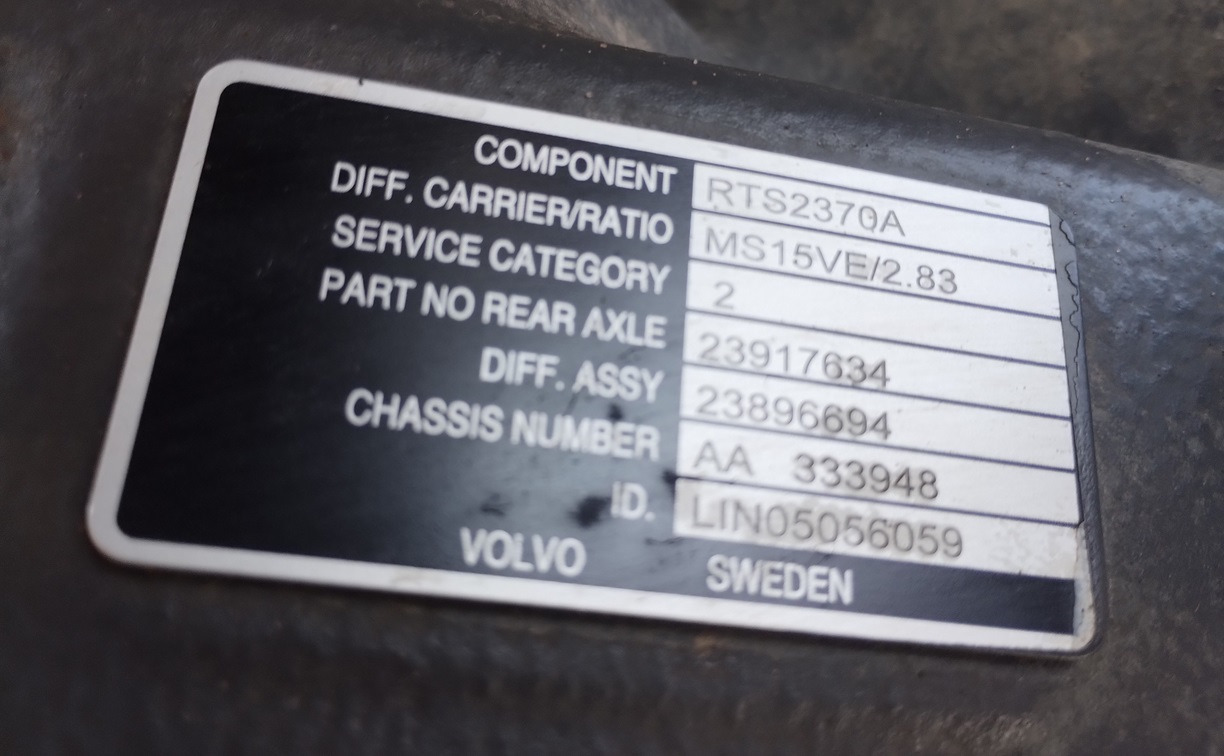 COMPONENT RTS2370A
DIFF. CARRIER/RATIO MS15VE/2.83
SERVICE CATEGORY 2
PART NO REAR AXLE 23917634
DIFF. ASSY 23896694
CHASSIS NUMBER AA 333948
ID. LIN05056059
VOLVO SWEDEN